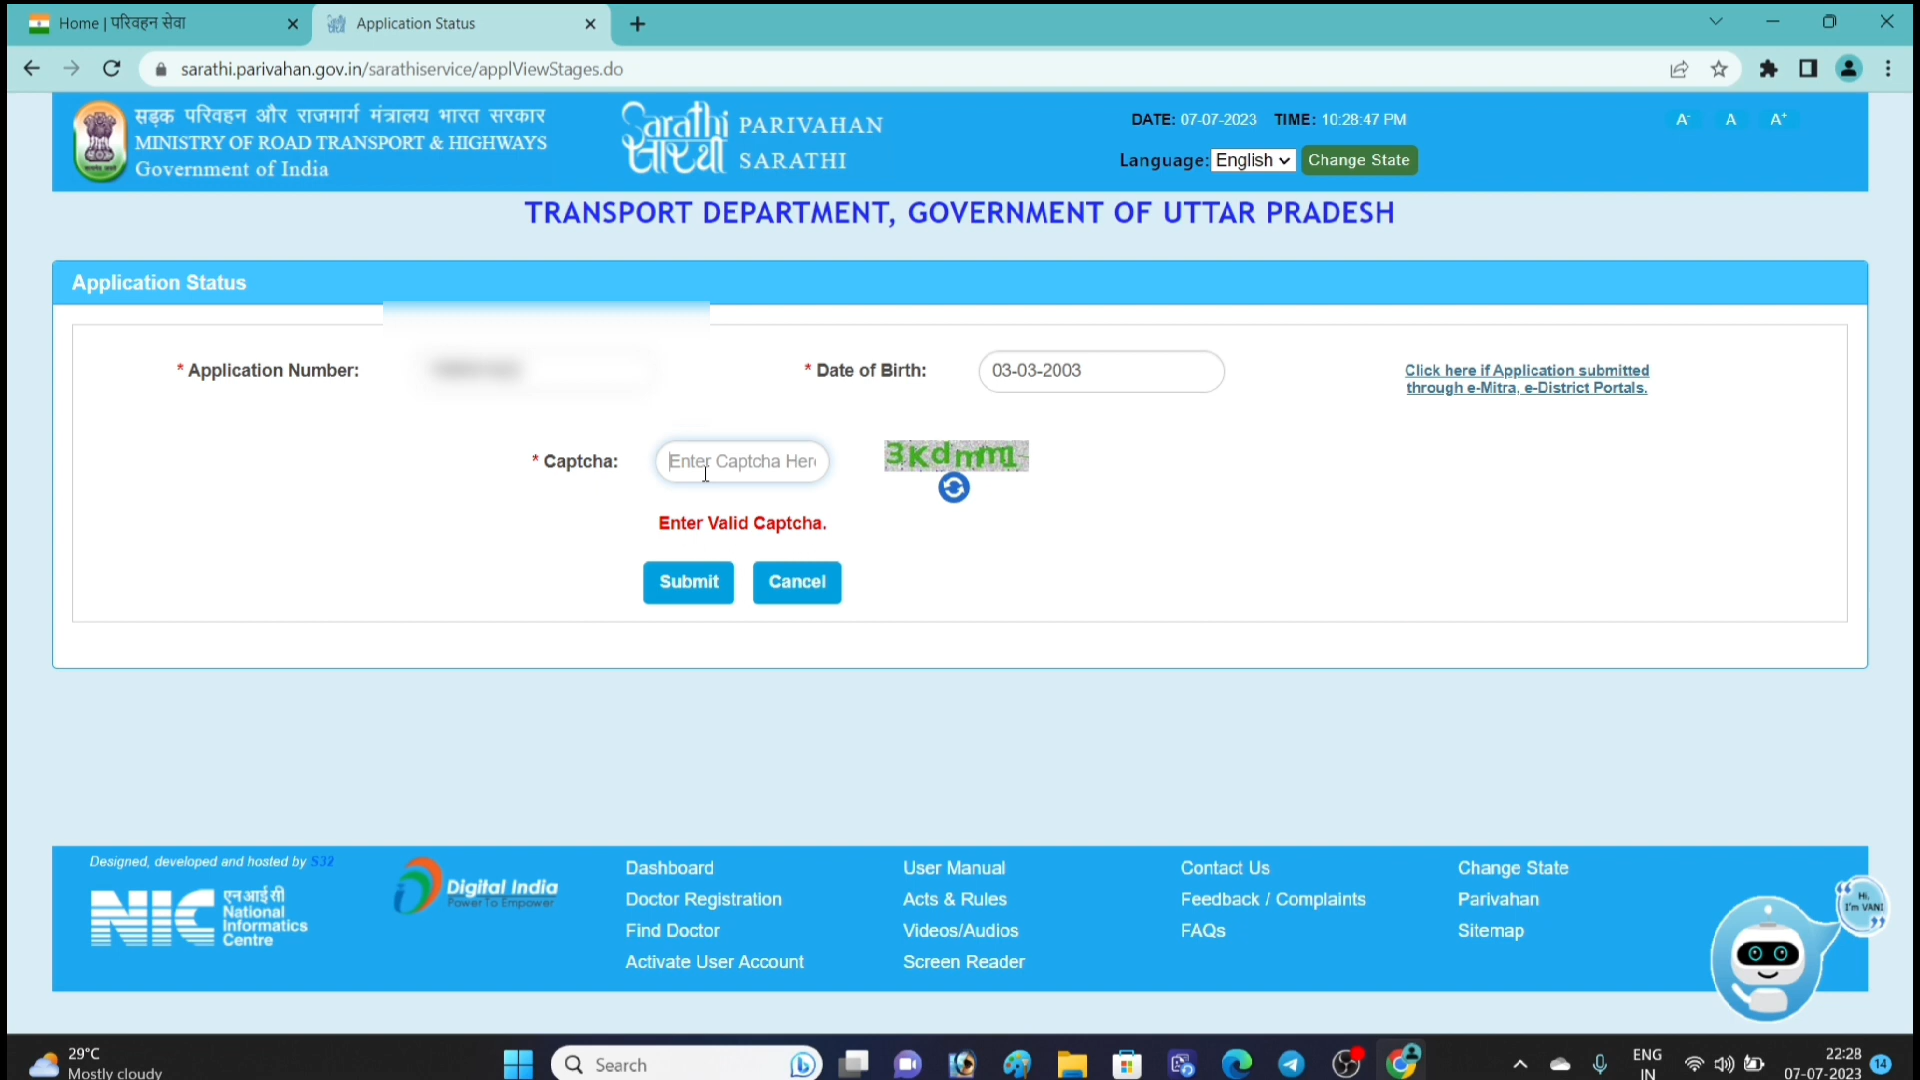 Home | परिवहन सेवा
Application Status
sarathi.parivahan.gov.in/sarathiservice/applViewStages.do
सड़क परिवहन और राजमार्ग मंत्रालय भारत सरकार
MINISTRY OF ROAD TRANSPORT & HIGHWAYS
Government of India
Sarathi
सारथी
PARIVAHAN
SARATHI
DATE: 07-07-2023 TIME: 10:28:47 PM
Language: English Change State
A- A A+
TRANSPORT DEPARTMENT, GOVERNMENT OF UTTAR PRADESH
Application Status
* Application Number:
* Date of Birth: 03-03-2003
Click here if Application submitted
through e-Mitra, e-District Portals.
* Captcha: Enter Captcha Her
Enter Valid Captcha.
Submit Cancel
Designed, developed and hosted by S32
NIC
एनआईसी
National
Informatics
Centre
Digital India
Power To Empower
Dashboard
Doctor Registration
Find Doctor
Activate User Account
User Manual
Acts & Rules
Videos/Audios
Screen Reader
Contact Us
Feedback / Complaints
FAQs
Change State
Parivahan
Sitemap
Hi,
I'm VANI
29°C
Mostly cloudy
Search
ENG
IN
22:28
07-07-2023
14